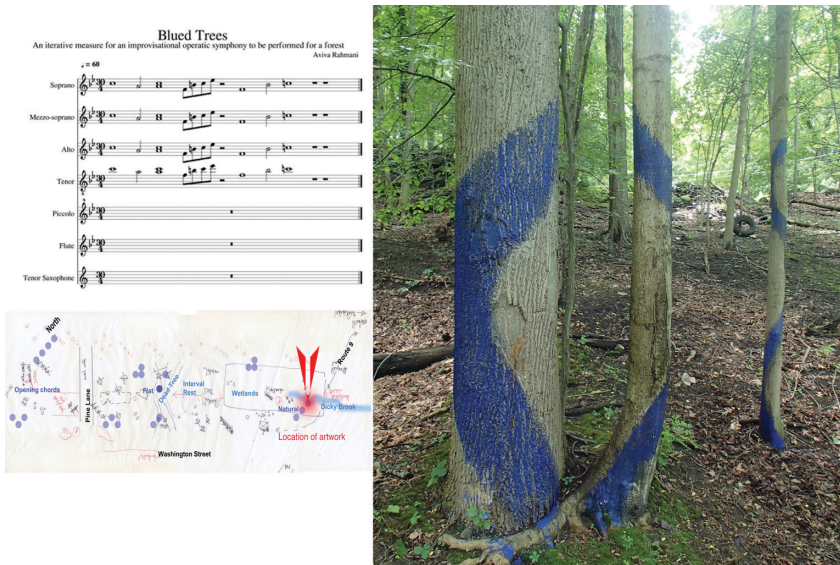 Blued Trees
An iterative measure for an improvisational operatic symphony to be performed for a forest
Aviva Rahmani
♩ = 60
Soprano
Mezzo-soprano
Alto
Tenor
Piccolo
Flute
Tenor Saxophone
North
Route 9
Opening chords
Pine Lane
Flat
Dead Tree
Interval
Rest
Wetlands
Natural
Dicky Brook
Location of artwork
Washington Street